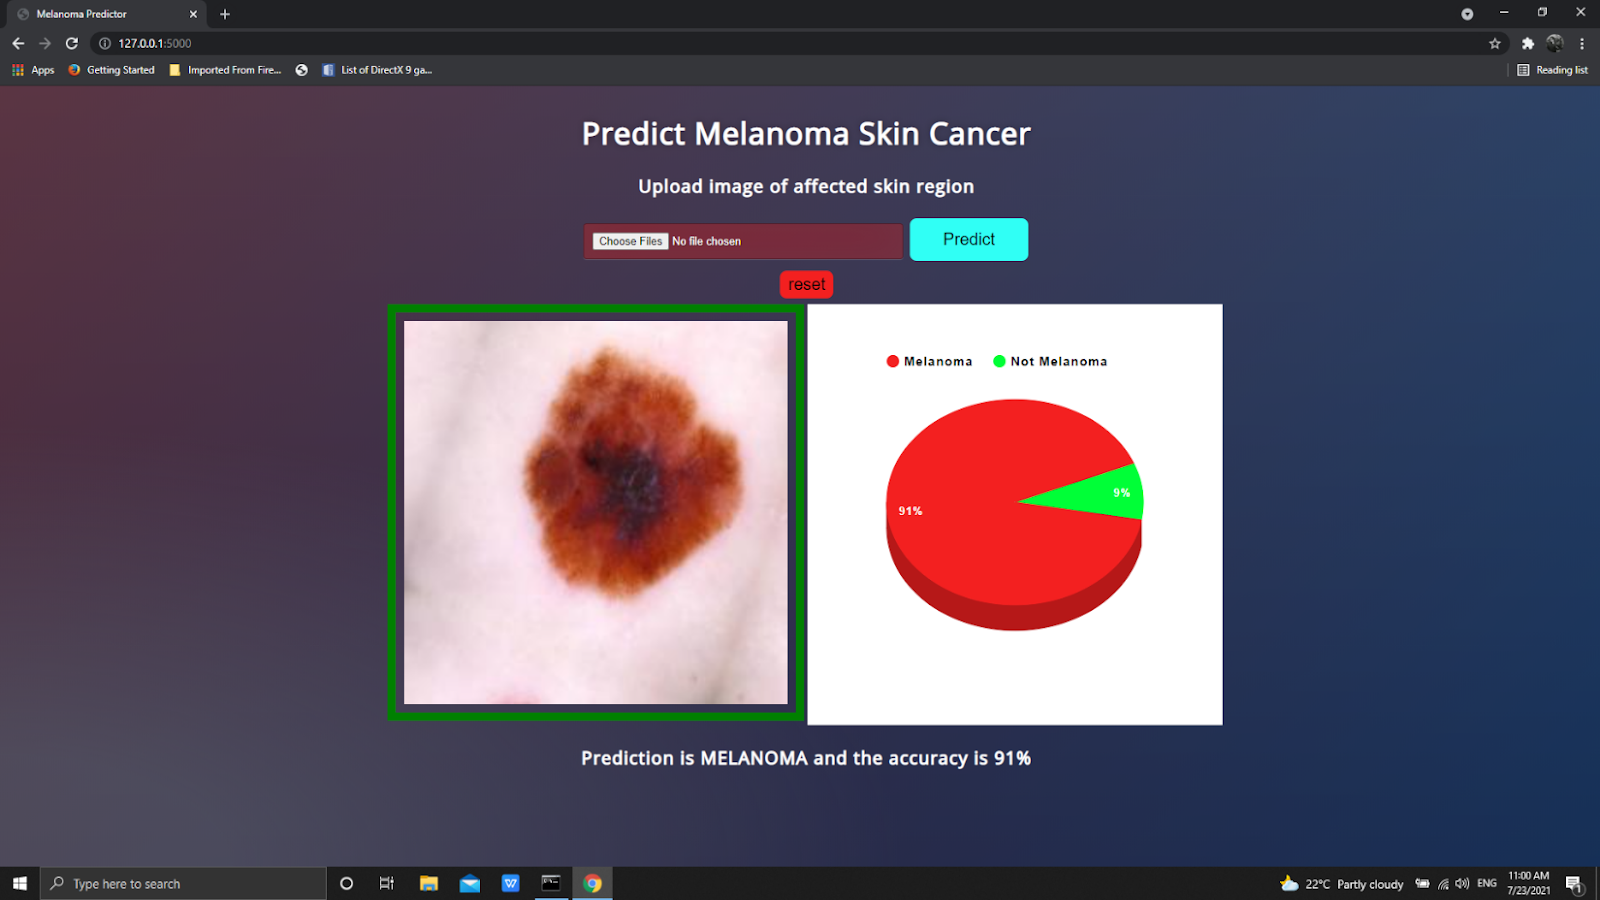 Melanoma Predictor
127.0.0.1:5000
Apps Getting Started Imported From Fire... List of DirectX 9 ga... Reading list
Predict Melanoma Skin Cancer
Upload image of affected skin region
Choose Files No file chosen Predict
reset
Melanoma Not Melanoma
9%
91%
Prediction is MELANOMA and the accuracy is 91%
Type here to search
22°C Partly cloudy ENG
11:00 AM
7/23/2021
1